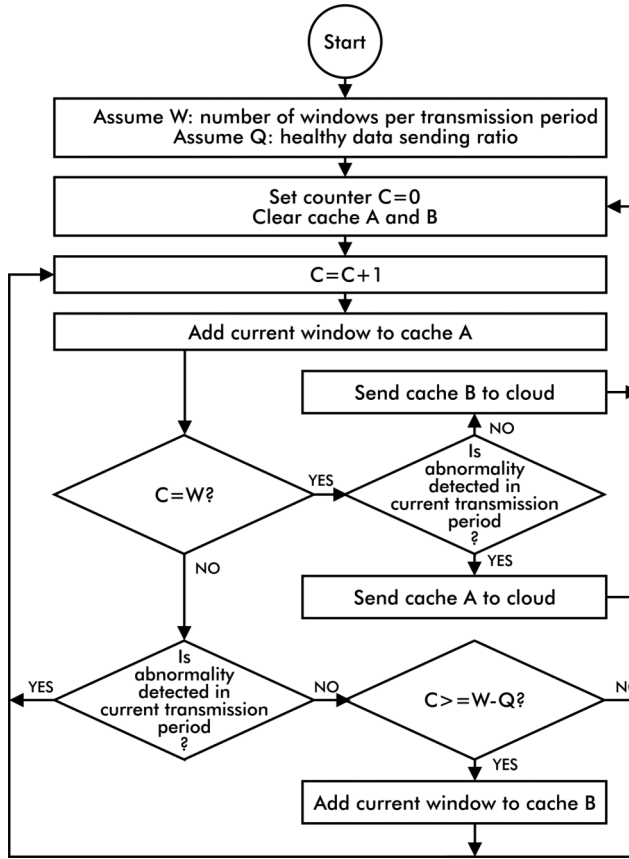 Start
Assume W: number of windows per transmission period
Assume Q: healthy data sending ratio
Set counter C=0
Clear cache A and B
C=C+1
Add current window to cache A
Send cache B to cloud
NO
C=W?
YES
Is
abnormality
detected in
current transmission
period
?
YES
NO
Send cache A to cloud
YES
Is
abnormality
detected in
current transmission
period
?
NO
C>=W-Q?
NO
YES
Add current window to cache B